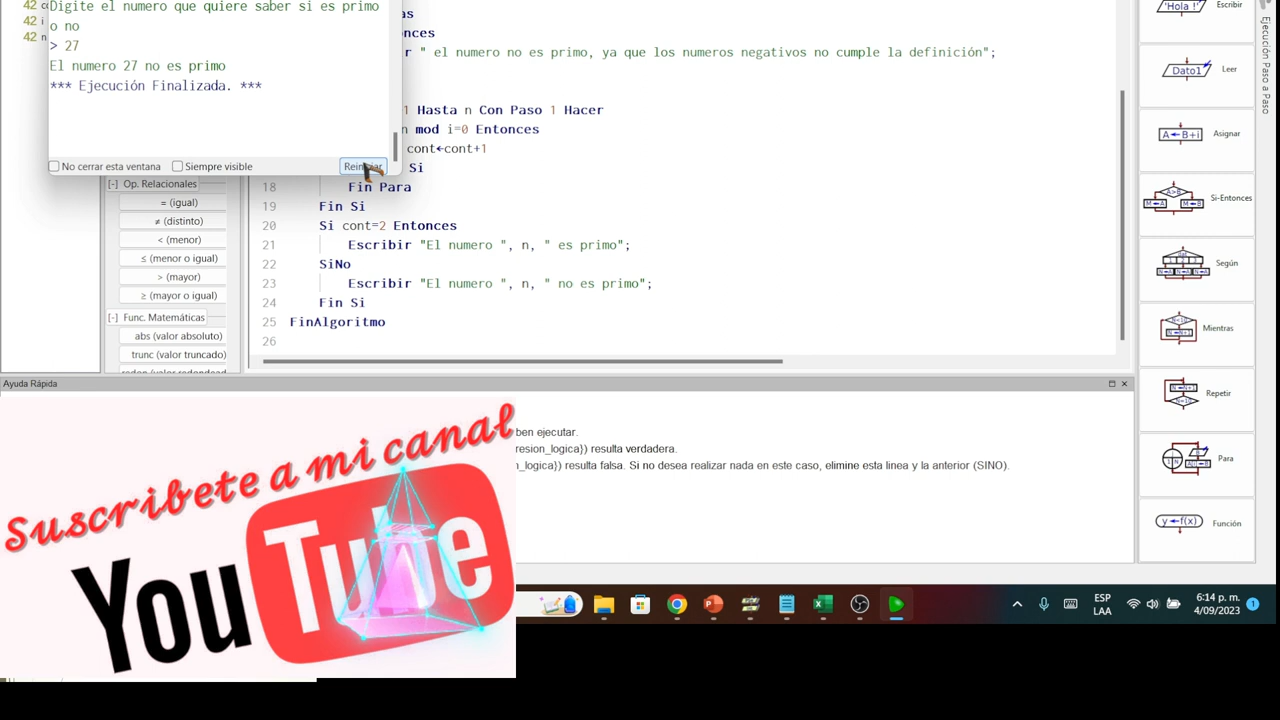 Digite el numero que quiere saber si es primo
o no
> 27
El numero 27 no es primo
*** Ejecución Finalizada. ***
No cerrar esta ventana
Siempre visible
42
42 i
42 n
[-] Op. Relacionales
= (igual)
≠ (distinto)
< (menor)
≤ (menor o igual)
> (mayor)
≥ (mayor o igual)
[-] Func. Matemáticas
abs (valor absoluto)
trunc (valor truncado)
" el numero no es primo, ya que los numeros negativos no cumple la definición";
1 Hasta n Con Paso 1 Hacer
n mod i=0 Entonces
cont←cont+1
Si
18 Fin Para
19 Fin Si
20 Si cont=2 Entonces
21 Escribir "El numero ", n, " es primo";
22 SiNo
23 Escribir "El numero ", n, " no es primo";
24 Fin Si
25 FinAlgoritmo
26
'Hola !' Escribir
Dato1 Leer
A←B+i Asignar
A>B M←A M←B Si-Entonces
Según
Mientras
Repetir
Para
y←f(x) Función
Ejecución Paso a Paso
Ayuda Rápida
ben ejecutar.
resion_logica}) resulta verdadera.
n_logica}) resulta falsa. Si no desea realizar nada en este caso, elimine esta linea y la anterior (SINO).
Suscribete a mi canal
YouTube
ESP
LAA
6:14 p. m.
4/09/2023
1